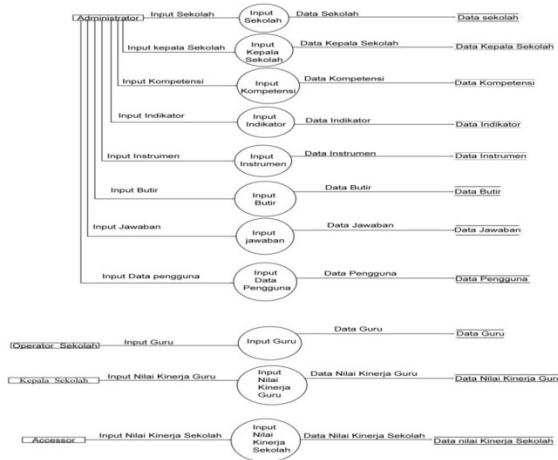 Administrator
Input Sekolah
Input
Sekolah
Data Sekolah
Data sekolah
Input kepala Sekolah
Input
Kepala
Sekolah
Data Kepala Sekolah
Data Kepala Sekolah
Input Kompetensi
Input
Kompetensi
Data Kompetensi
Data Kompetensi
Input Indikator
Input
Indikator
Data Indikator
Data Indikator
Input Instrumen
Input
Instrumen
Data Instrumen
Data Instrumen
Input Butir
Input
Butir
Data Butir
Data Butir
Input Jawaban
Input
jawaban
Data Jawaban
Data Jawaban
Input Data pengguna
Input
Data
Pengguna
Data Pengguna
Data Pengguna
Operator Sekolah
Input Guru
Input Guru
Data Guru
Data Guru
Kepala Sekolah
Input Nilai Kinerja Guru
Input
Nilai
Kinerja
Guru
Data Nilai Kinerja Guru
Data Nilai Kinerja Guru
Accessor
Input Nilai Kinerja Sekolah
Input
Nilai
Kinerja
Sekolah
Data Nilai Kinerja Sekolah
Data nilai Kinerja Sekolah